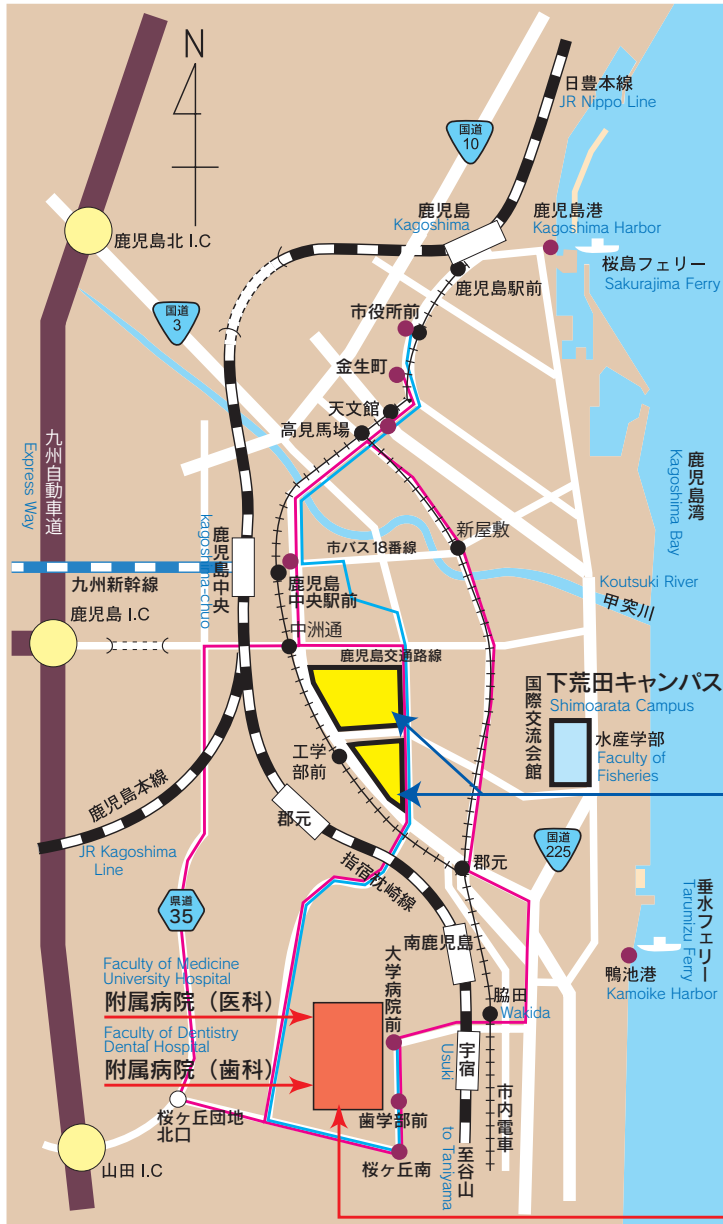 N
日豊本線
JR Nippo Line
国道
10
鹿児島
Kagoshima
鹿児島港
Kagoshima Harbor
鹿児島北 I.C
桜島フェリー
Sakurajima Ferry
鹿児島駅前
国道
3
市役所前
金生町
天文館
高見馬場
九州自動車道
Express Way
鹿児島湾
Kagoshima Bay
鹿児島中央
kagoshima-chuo
市バス18番線
新屋敷
九州新幹線
鹿児島
中央駅前
Koutsuki River
甲突川
鹿児島 I.C
中洲通
鹿児島交通路線
国際交流会館
下荒田キャンパス
Shimoarata Campus
水産学部
Faculty of
Fisheries
工学
部前
郡元
鹿児島本線
JR Kagoshima
Line
国道
225
郡元
指宿枕崎線
県道
35
垂水フェリー
Tarumizu Ferry
南鹿児島
大学病院前
鴨池港
Kamoike Harbor
Faculty of Medicine
University Hospital
附属病院（医科）
脇田
Wakida
Faculty of Dentistry
Dental Hospital
附属病院（歯科）
宇宿
Usuki
市内電車
桜ヶ丘団地
北口
歯学部前
桜ヶ丘南
至谷山
to Taniyama
山田 I.C